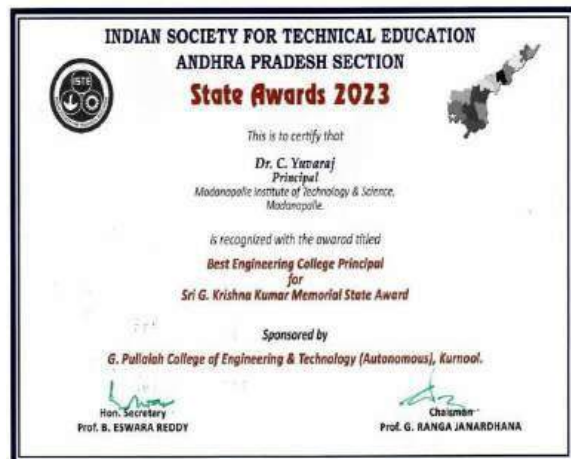 INDIAN SOCIETY FOR TECHNICAL EDUCATION
ANDHRA PRADESH SECTION
State Awards 2023
ISTE
This is to certify that
Dr. C. Yuvaraj
Principal
Madanapalle Institute of Technology & Science,
Madanapalle.
is recognized with the awarad titled
Best Engineering College Principal
for
Sri G. Krishna Kumar Memorial State Award
Sponsored by
G. Pullaiah College of Engineering & Technology (Autonomous), Kurnool.
Hon. Secretary
Prof. B. ESWARA REDDY
Chairman
Prof. G. RANGA JANARDHANA